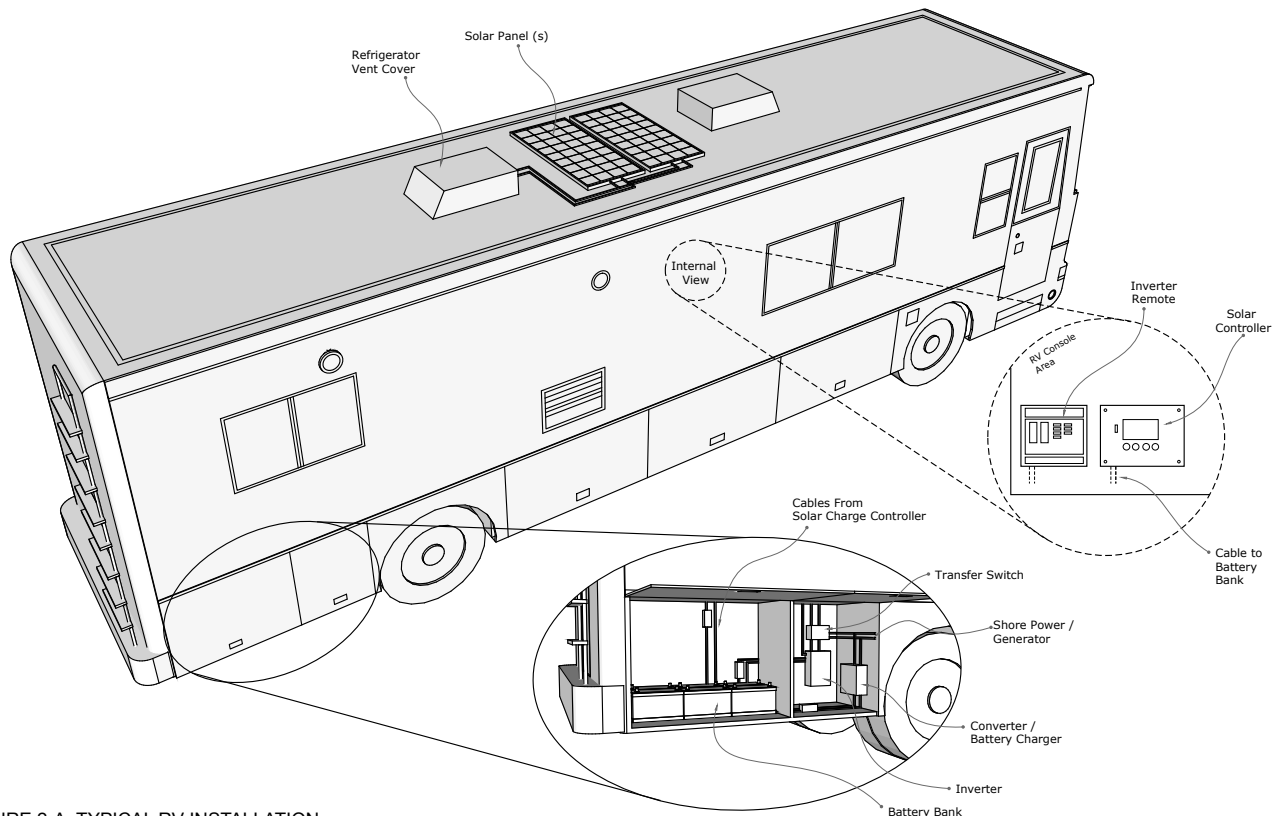 Solar Panel (s)
Refrigerator
Vent Cover
Internal
View
Inverter
Remote
Solar
Controller
RV Console
Area
Cables From
Solar Charge Controller
Cable to
Battery
Bank
Transfer Switch
Shore Power /
Generator
Converter /
Battery Charger
Inverter
Battery Bank
TYPICAL RV INSTALLATION